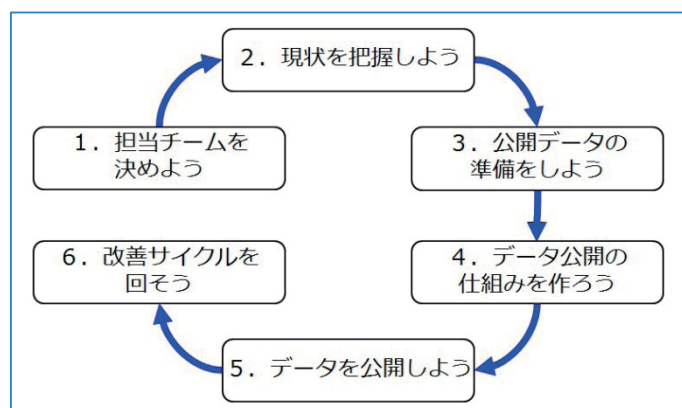 1．担当チームを
決めよう
2．現状を把握しよう
3．公開データの
準備をしよう
4．データ公開の
仕組みを作ろう
5．データを公開しよう
6．改善サイクルを
回そう